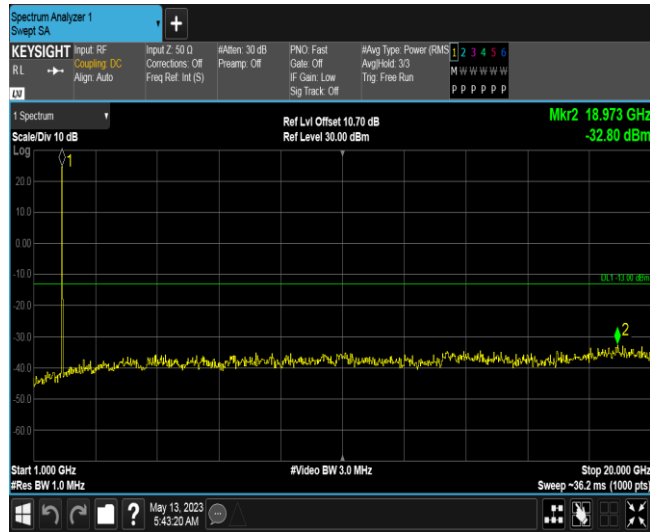 Spectrum Analyzer 1
Swept SA
+
KEYSIGHT
RL
LXI
Input: RF
Coupling: DC
Align: Auto
Input Z: 50 Ω
Corrections: Off
Freq Ref: Int (S)
#Atten: 30 dB
Preamp: Off
PNO: Fast
Gate: Off
IF Gain: Low
Sig Track: Off
#Avg Type: Power (RMS
Avg|Hold: 3/3
Trig: Free Run
1 2 3 4 5 6
M W W W W W
P P P P P P
1 Spectrum
Scale/Div 10 dB
Log
Ref Lvl Offset 10.70 dB
Ref Level 30.00 dBm
Mkr2 18.973 GHz
-32.80 dBm
1
20.0
10.0
0.00
-10.0
DL1 -13.00 dBm
-20.0
-30.0
2
-40.0
-50.0
-60.0
Start 1.000 GHz
#Video BW 3.0 MHz
Stop 20.000 GHz
#Res BW 1.0 MHz
Sweep ~36.2 ms (1000 pts)
?
May 13, 2023
5:43:20 AM